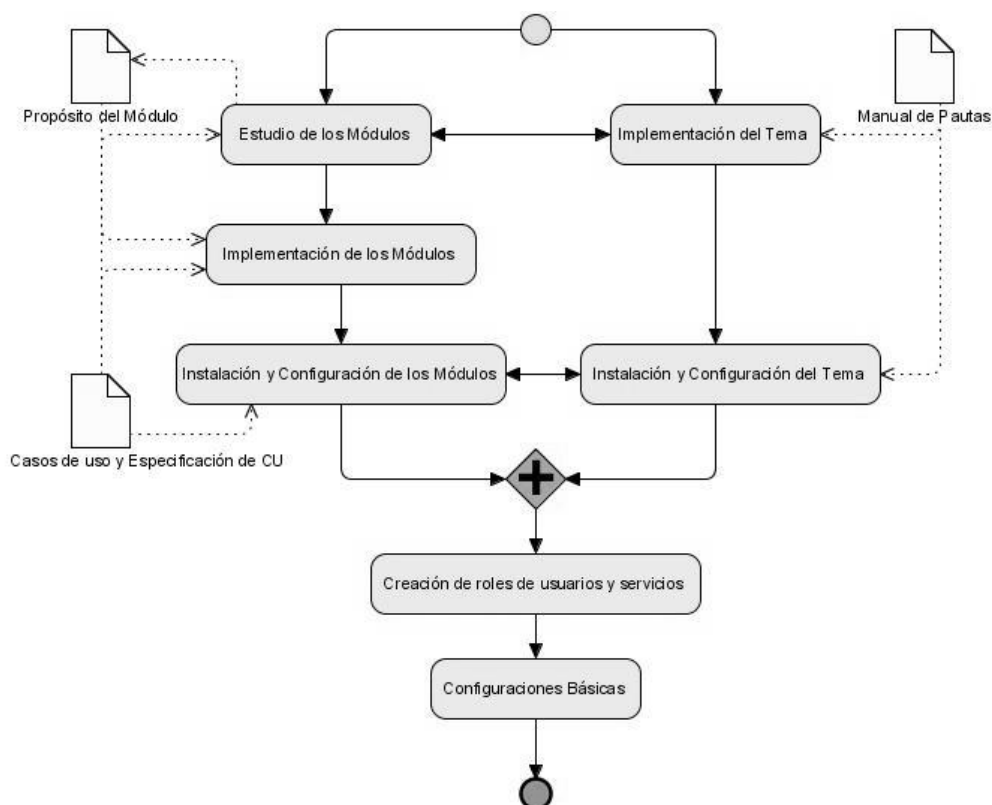 Propósito del Módulo
Manual de Pautas
Estudio de los Módulos
Implementación del Tema
Implementación de los Módulos
Instalación y Configuración de los Módulos
Instalación y Configuración del Tema
Casos de uso y Especificación de CU
Creación de roles de usuarios y servicios
Configuraciones Básicas